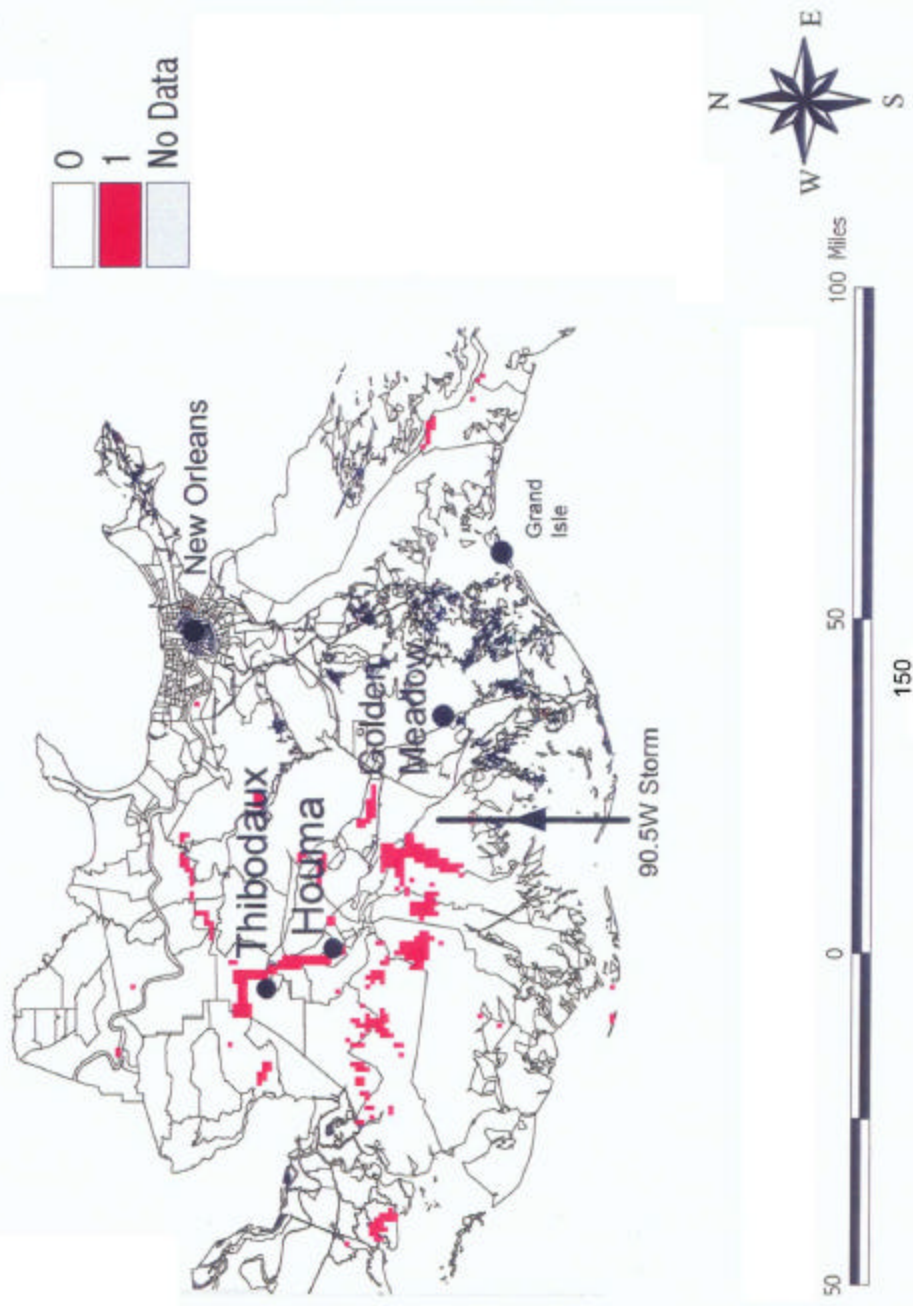 0
1
No Data
New Orleans
Thibodaux
Houma
Golden
Meadow
Grand
Isle
90.5W Storm
N
W
E
S
50
0
50
100 Miles
150